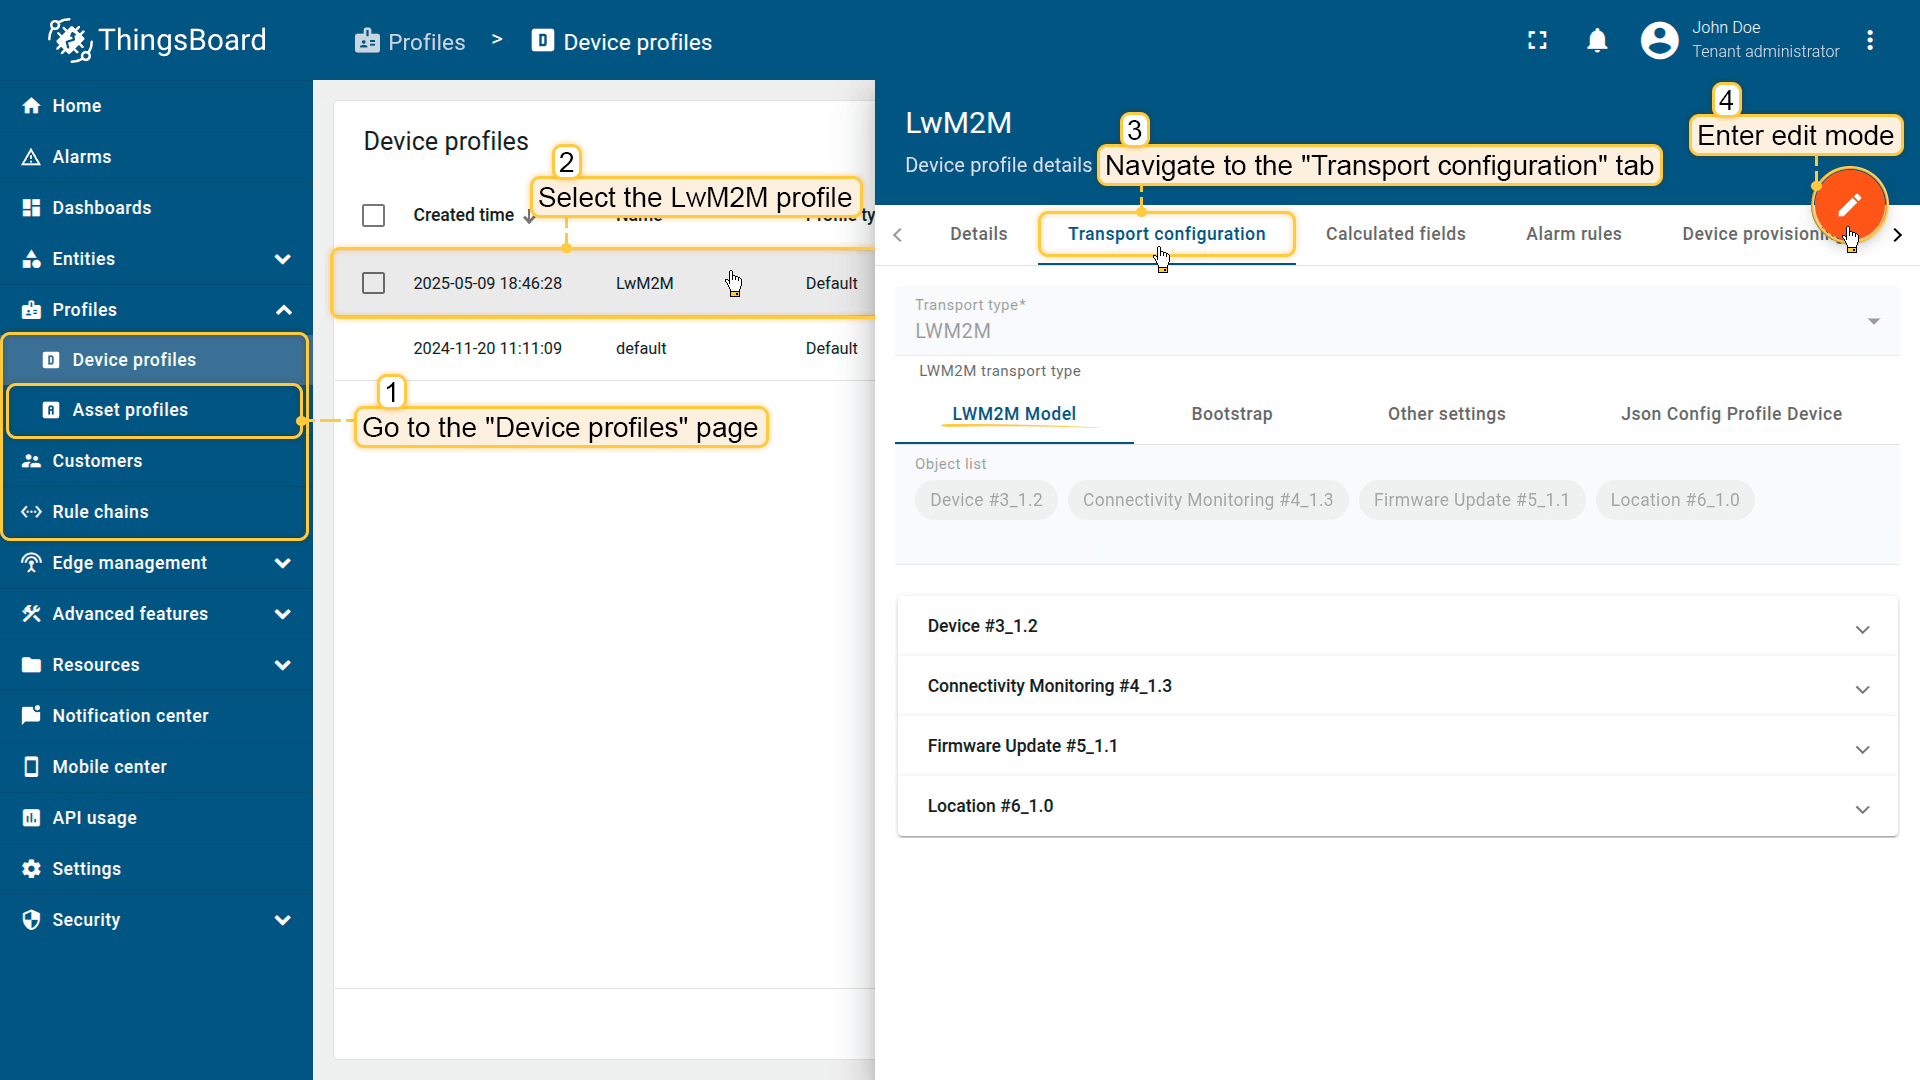 ThingsBoard
Profiles > Device profiles
John Doe
Tenant administrator
Home
Alarms
Dashboards
Entities
Profiles
Device profiles
Asset profiles
Customers
Rule chains
Edge management
Advanced features
Resources
Notification center
Mobile center
API usage
Settings
Security
Device profiles
2
Select the LwM2M profile
Created time Name Profile ty
2025-05-09 18:46:28 LwM2M Default
2024-11-20 11:11:09 default Default
1
Go to the "Device profiles" page
LwM2M
Device profile details
3
Navigate to the "Transport configuration" tab
4
Enter edit mode
Details Transport configuration Calculated fields Alarm rules Device provisionin
Transport type*
LWM2M
LWM2M transport type
LWM2M Model Bootstrap Other settings Json Config Profile Device
Object list
Device #3_1.2 Connectivity Monitoring #4_1.3 Firmware Update #5_1.1 Location #6_1.0
Device #3_1.2
Connectivity Monitoring #4_1.3
Firmware Update #5_1.1
Location #6_1.0